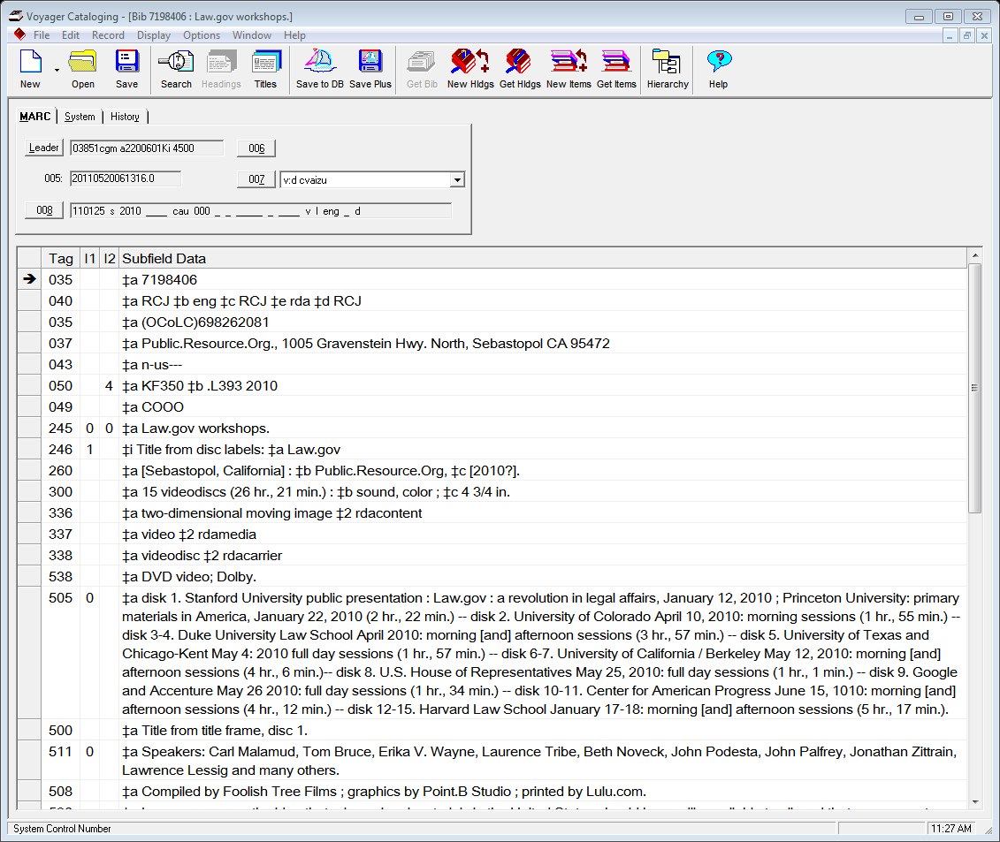 Voyager Cataloging - [Bib 7198406 : Law.gov workshops.]
File Edit Record Display Options Window Help
New Open Save Search Headings Titles Save to DB Save Plus Get Bib New Hldgs Get Hldgs New Items Get Items Hierarchy Help
MARC System History
Leader 03851cgm a2200601Ki 4500 006
005: 20110520061316.0 007 v:d cvaizu
008 110125 s 2010 ____ cau 000 _ _ _____ _ ____ v l eng _ d
Tag I1 I2 Subfield Data
035 ‡a 7198406
040 ‡a RCJ ‡b eng ‡c RCJ ‡e rda ‡d RCJ
035 ‡a (OCoLC)698262081
037 ‡a Public.Resource.Org., 1005 Gravenstein Hwy. North, Sebastopol CA 95472
043 ‡a n-us---
050 4 ‡a KF350 ‡b .L393 2010
049 ‡a COOO
245 0 0 ‡a Law.gov workshops.
246 1 ‡i Title from disc labels: ‡a Law.gov
260 ‡a [Sebastopol, California] : ‡b Public.Resource.Org, ‡c [2010?].
300 ‡a 15 videodiscs (26 hr., 21 min.) : ‡b sound, color ; ‡c 4 3/4 in.
336 ‡a two-dimensional moving image ‡2 rdacontent
337 ‡a video ‡2 rdamedia
338 ‡a videodisc ‡2 rdacarrier
538 ‡a DVD video; Dolby.
505 0 ‡a disk 1. Stanford University public presentation : Law.gov : a revolution in legal affairs, January 12, 2010 ; Princeton University: primary
materials in America, January 22, 2010 (2 hr., 22 min.) -- disk 2. University of Colorado April 10, 2010: morning sessions (1 hr., 55 min.) --
disk 3-4. Duke University Law School April 2010: morning [and] afternoon sessions (3 hr., 57 min.) -- disk 5. University of Texas and
Chicago-Kent May 4: 2010 full day sessions (1 hr., 57 min.) -- disk 6-7. University of California / Berkeley May 12, 2010: morning [and]
afternoon sessions (4 hr., 6 min.)-- disk 8. U.S. House of Representatives May 25, 2010: full day sessions (1 hr., 1 min.) -- disk 9. Google
and Accenture May 26 2010: full day sessions (1 hr., 34 min.) -- disk 10-11. Center for American Progress June 15, 1010: morning [and]
afternoon sessions (4 hr., 12 min.) -- disk 12-15. Harvard Law School January 17-18: morning [and] afternoon sessions (5 hr., 17 min.).
500 ‡a Title from title frame, disc 1.
511 0 ‡a Speakers: Carl Malamud, Tom Bruce, Erika V. Wayne, Laurence Tribe, Beth Noveck, John Podesta, John Palfrey, Jonathan Zittrain,
Lawrence Lessig and many others.
508 ‡a Compiled by Foolish Tree Films ; graphics by Point.B Studio ; printed by Lulu.com.
System Control Number 11:27 AM